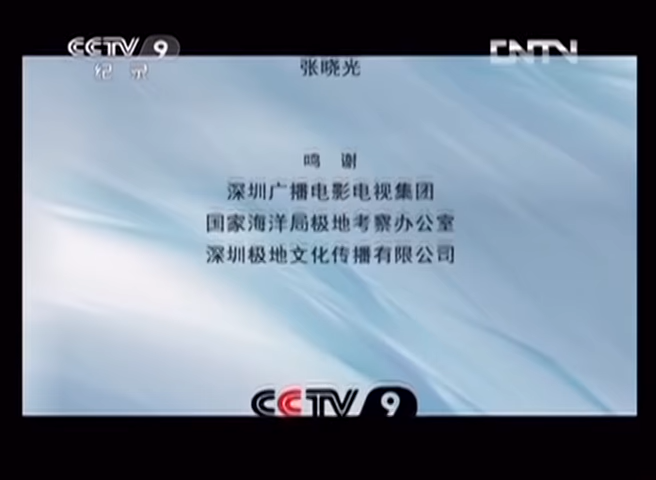 CCTV 9
纪录
CNTV
张晓光
鸣 谢
深圳广播电影电视集团
国家海洋局极地考察办公室
深圳极地文化传播有限公司
CCTV 9